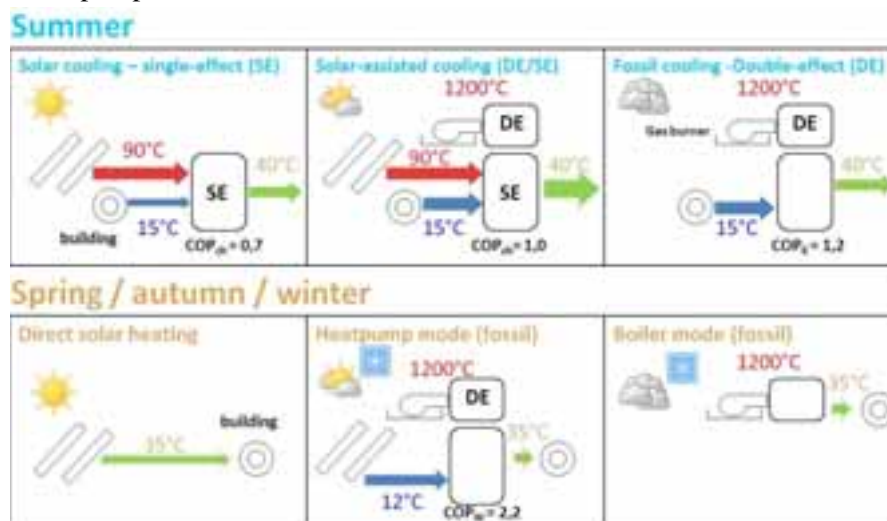 Summer
Solar cooling – single-effect (SE)
90°C
40°C
SE
15°C
building
COP = 0,7
Solar-assisted cooling (DE/SE)
1200°C
DE
90°C
40°C
SE
15°C
COP = 1,0
Fossil cooling -Double-effect (DE)
1200°C
Gas burner
DE
40°C
15°C
COP = 1,2
Spring / autumn / winter
Direct solar heating
building
35°C
Heatpump mode (fossil)
1200°C
DE
35°C
12°C
COP = 2,2
Boiler mode (fossil)
1200°C
35°C